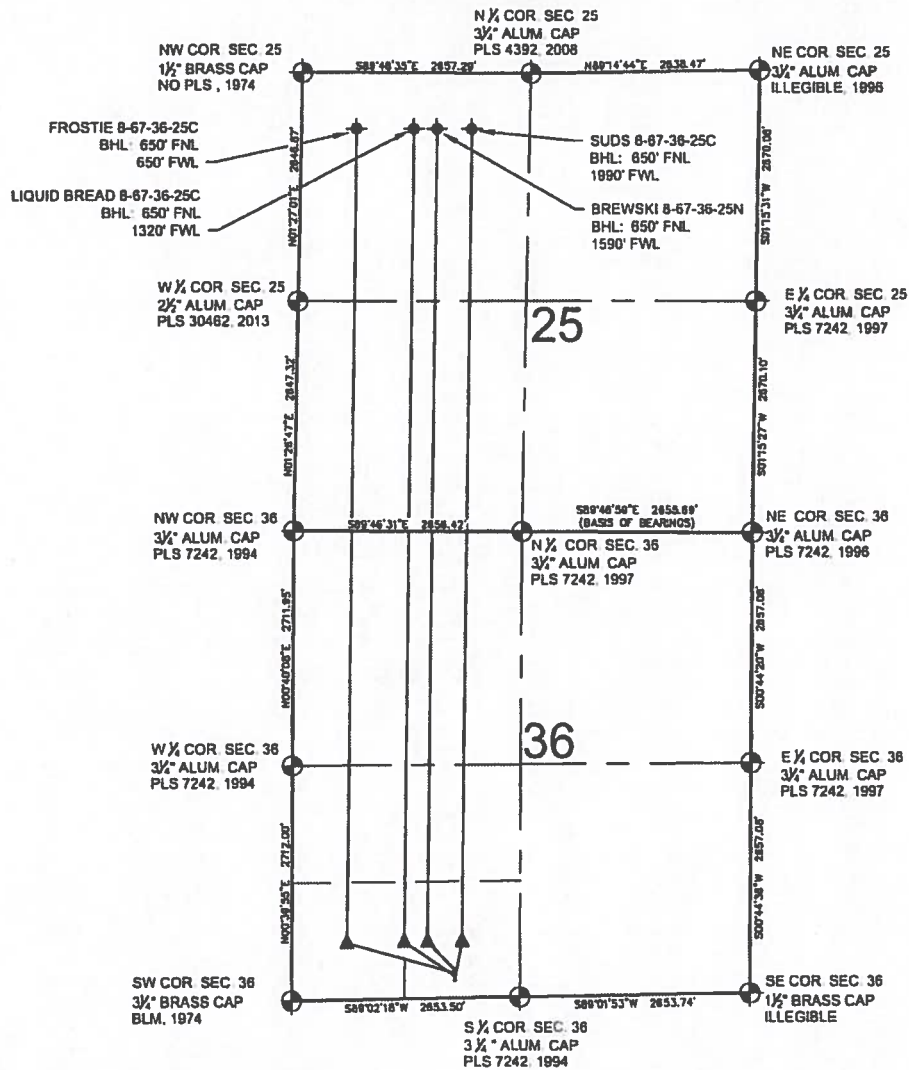 N ¼ COR SEC 25
3¼" ALUM. CAP
PLS 4392, 2008
NW COR SEC. 25
1½" BRASS CAP
NO PLS , 1974
NE COR SEC. 25
3¼" ALUM. CAP
ILLEGIBLE, 1996
S89°48'35"E 2657.29'
N89°14'44"E 2638.47'
FROSTIE 8-67-36-25C
BHL: 650' FNL
650' FWL
SUDS 8-67-36-25C
BHL: 650' FNL
1990' FWL
LIQUID BREAD 8-67-36-25C
BHL: 650' FNL
1320' FWL
BREWSKI 8-67-36-25N
BHL: 650' FNL
1590' FWL
N01°27'01"E 2646.67'
S01°15'31"W 2670.06'
W ¼ COR. SEC. 25
2½" ALUM. CAP
PLS 30462, 2013
25
E ¼ COR. SEC. 25
3¼" ALUM. CAP
PLS 7242, 1997
N01°26'47"E 2647.32'
S01°15'27"W 2670.10'
NW COR SEC. 36
3¼" ALUM. CAP
PLS 7242, 1994
S89°46'31"E 2656.42'
S89°46'59"E 2655.69'
(BASIS OF BEARINGS)
N ¼ COR. SEC. 36
3¼" ALUM. CAP
PLS 7242, 1997
NE COR. SEC. 36
3¼" ALUM. CAP
PLS 7242, 1996
N00°40'06"E 2711.95'
S00°44'20"W 2657.06'
W ¼ COR. SEC. 36
3¼" ALUM. CAP
PLS 7242, 1994
36
E ¼ COR. SEC. 36
3¼" ALUM. CAP
PLS 7242, 1997
N00°39'55"E 2712.00'
S00°44'38"W 2657.05'
SW COR. SEC. 36
3¼" BRASS CAP
BLM, 1974
S89°02'18"W 2653.50'
S89°01'53"W 2653.74'
SE COR. SEC. 36
1½" BRASS CAP
ILLEGIBLE
S ¼ COR. SEC. 36
3 ¼" ALUM. CAP
PLS 7242, 1994